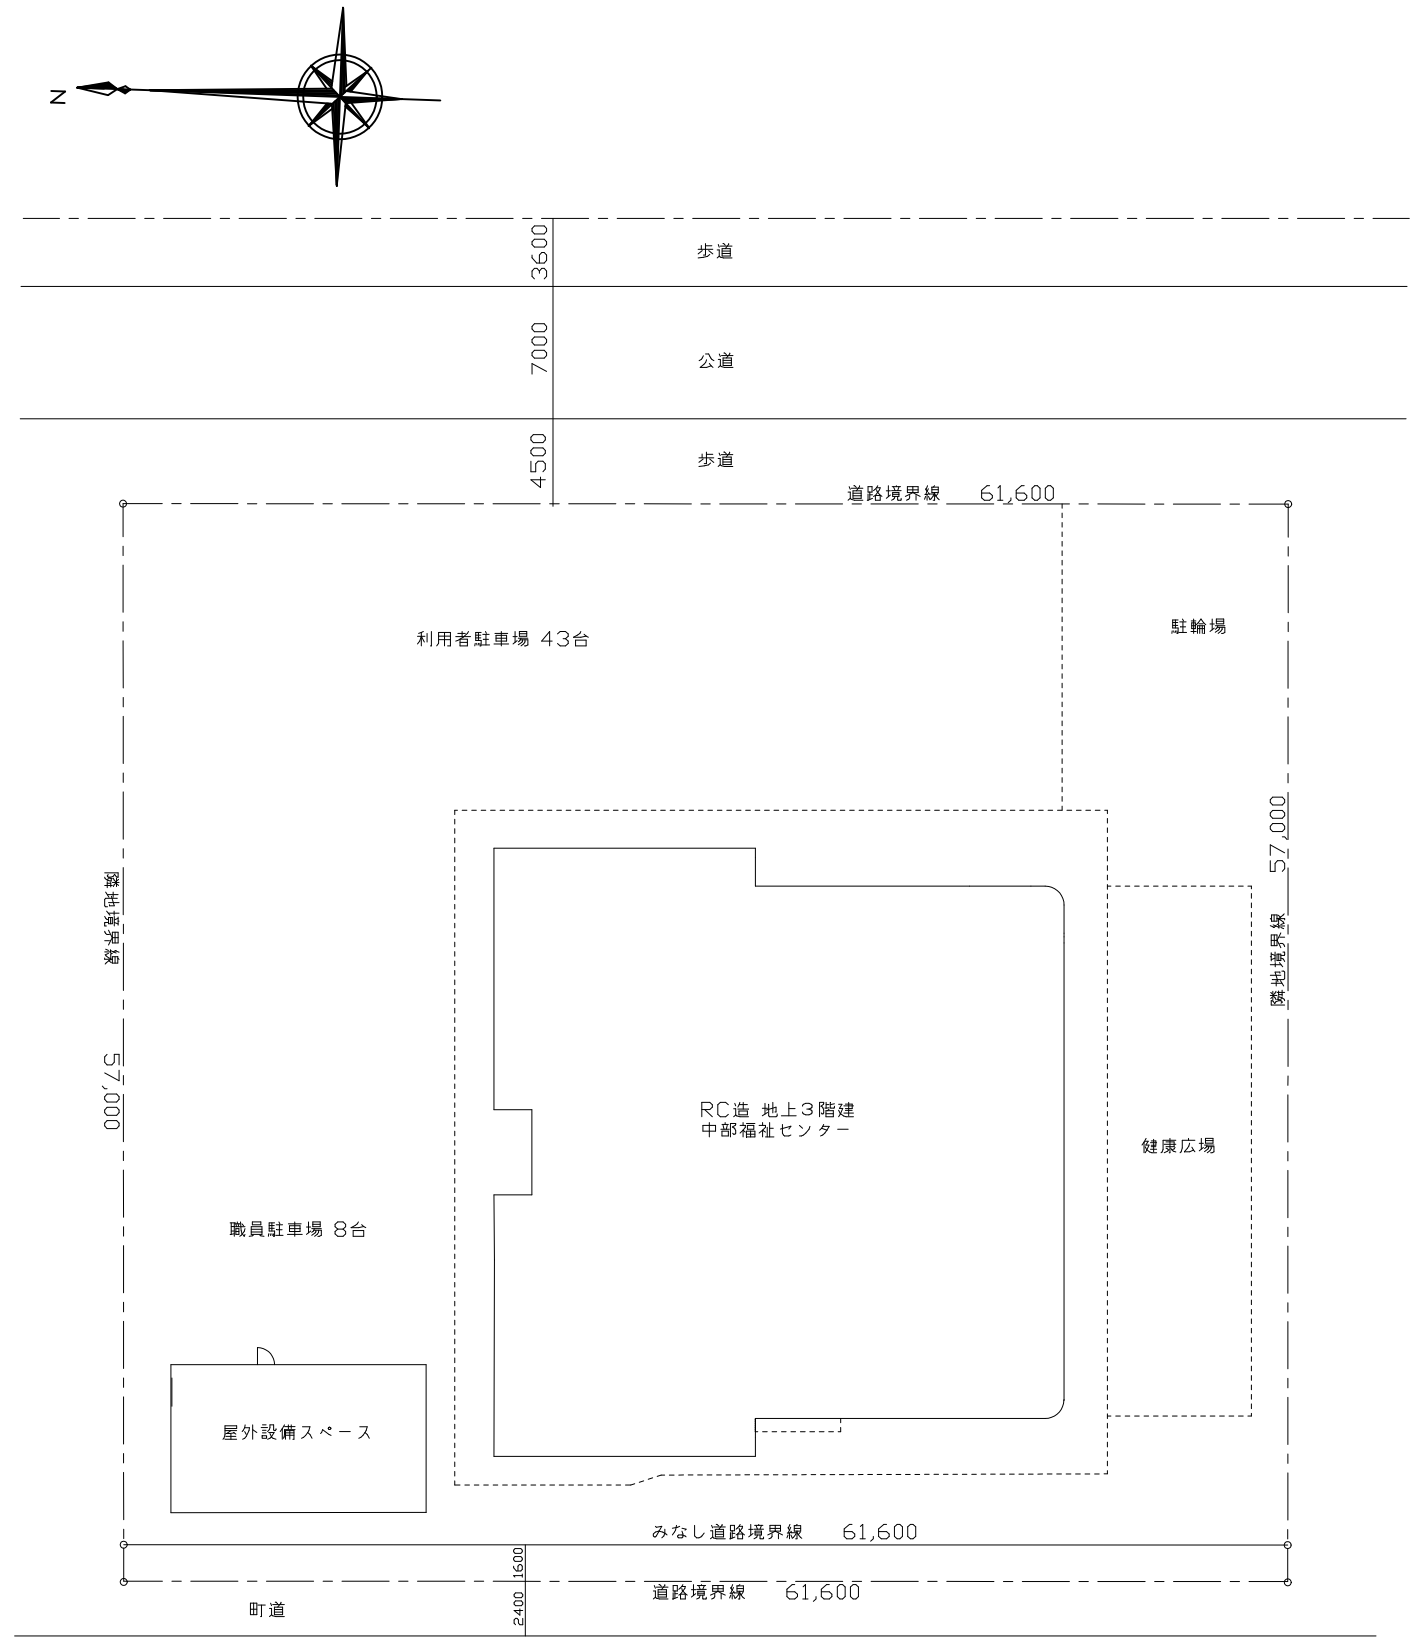 N
3600
歩道
7000
公道
4500
歩道
道路境界線 61,600
利用者駐車場 43台
駐輪場
隣地境界線 57,000
隣地境界線 57,000
RC造 地上3階建
中部福祉センター
健康広場
職員駐車場 8台
屋外設備スペース
みなし道路境界線 61,600
1600
道路境界線 61,600
2400
町道